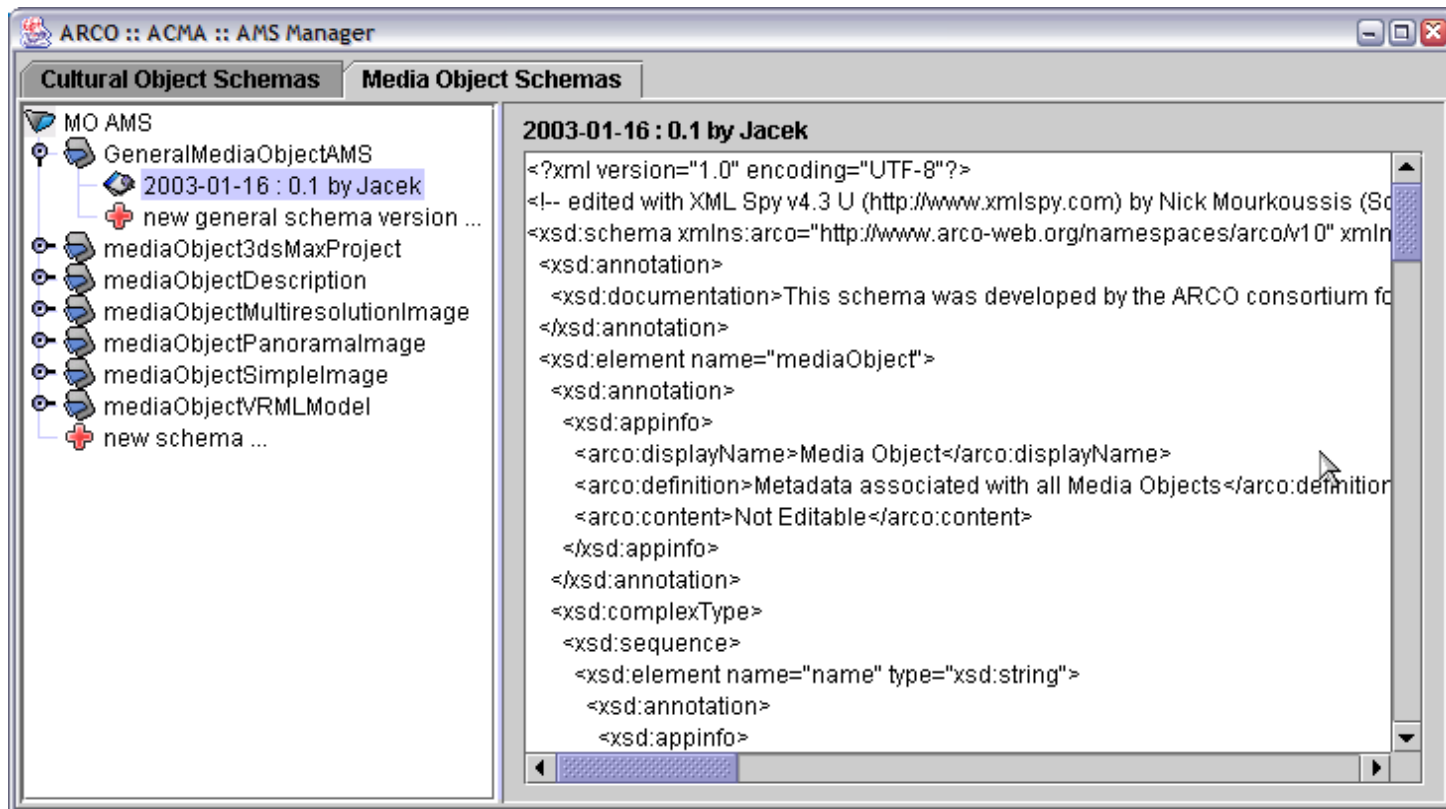 ARCO :: ACMA :: AMS Manager
Cultural Object Schemas
Media Object Schemas
MO AMS
GeneralMediaObjectAMS
2003-01-16 : 0.1 by Jacek
new general schema version ...
mediaObject3dsMaxProject
mediaObjectDescription
mediaObjectMultiresolutionImage
mediaObjectPanoramaImage
mediaObjectSimpleImage
mediaObjectVRMLModel
new schema ...
2003-01-16 : 0.1 by Jacek
<?xml version="1.0" encoding="UTF-8"?>
<!-- edited with XML Spy v4.3 U (http://www.xmlspy.com) by Nick Mourkoussis (Sc
<xsd:schema xmlns:arco="http://www.arco-web.org/namespaces/arco/v10" xmln
<xsd:annotation>
<xsd:documentation>This schema was developed by the ARCO consortium fo
</xsd:annotation>
<xsd:element name="mediaObject">
<xsd:annotation>
<xsd:appinfo>
<arco:displayName>Media Object</arco:displayName>
<arco:definition>Metadata associated with all Media Objects</arco:definition
<arco:content>Not Editable</arco:content>
</xsd:appinfo>
</xsd:annotation>
<xsd:complexType>
<xsd:sequence>
<xsd:element name="name" type="xsd:string">
<xsd:annotation>
<xsd:appinfo>